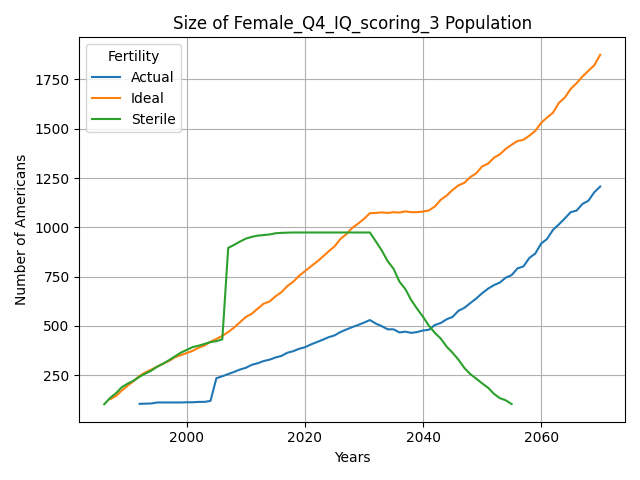 Size of Female_Q4_IQ_scoring_3 Population
Fertility
Actual
Ideal
Sterile
Number of Americans
1750
1500
1250
1000
750
500
250
2000
2020
2040
2060
Years